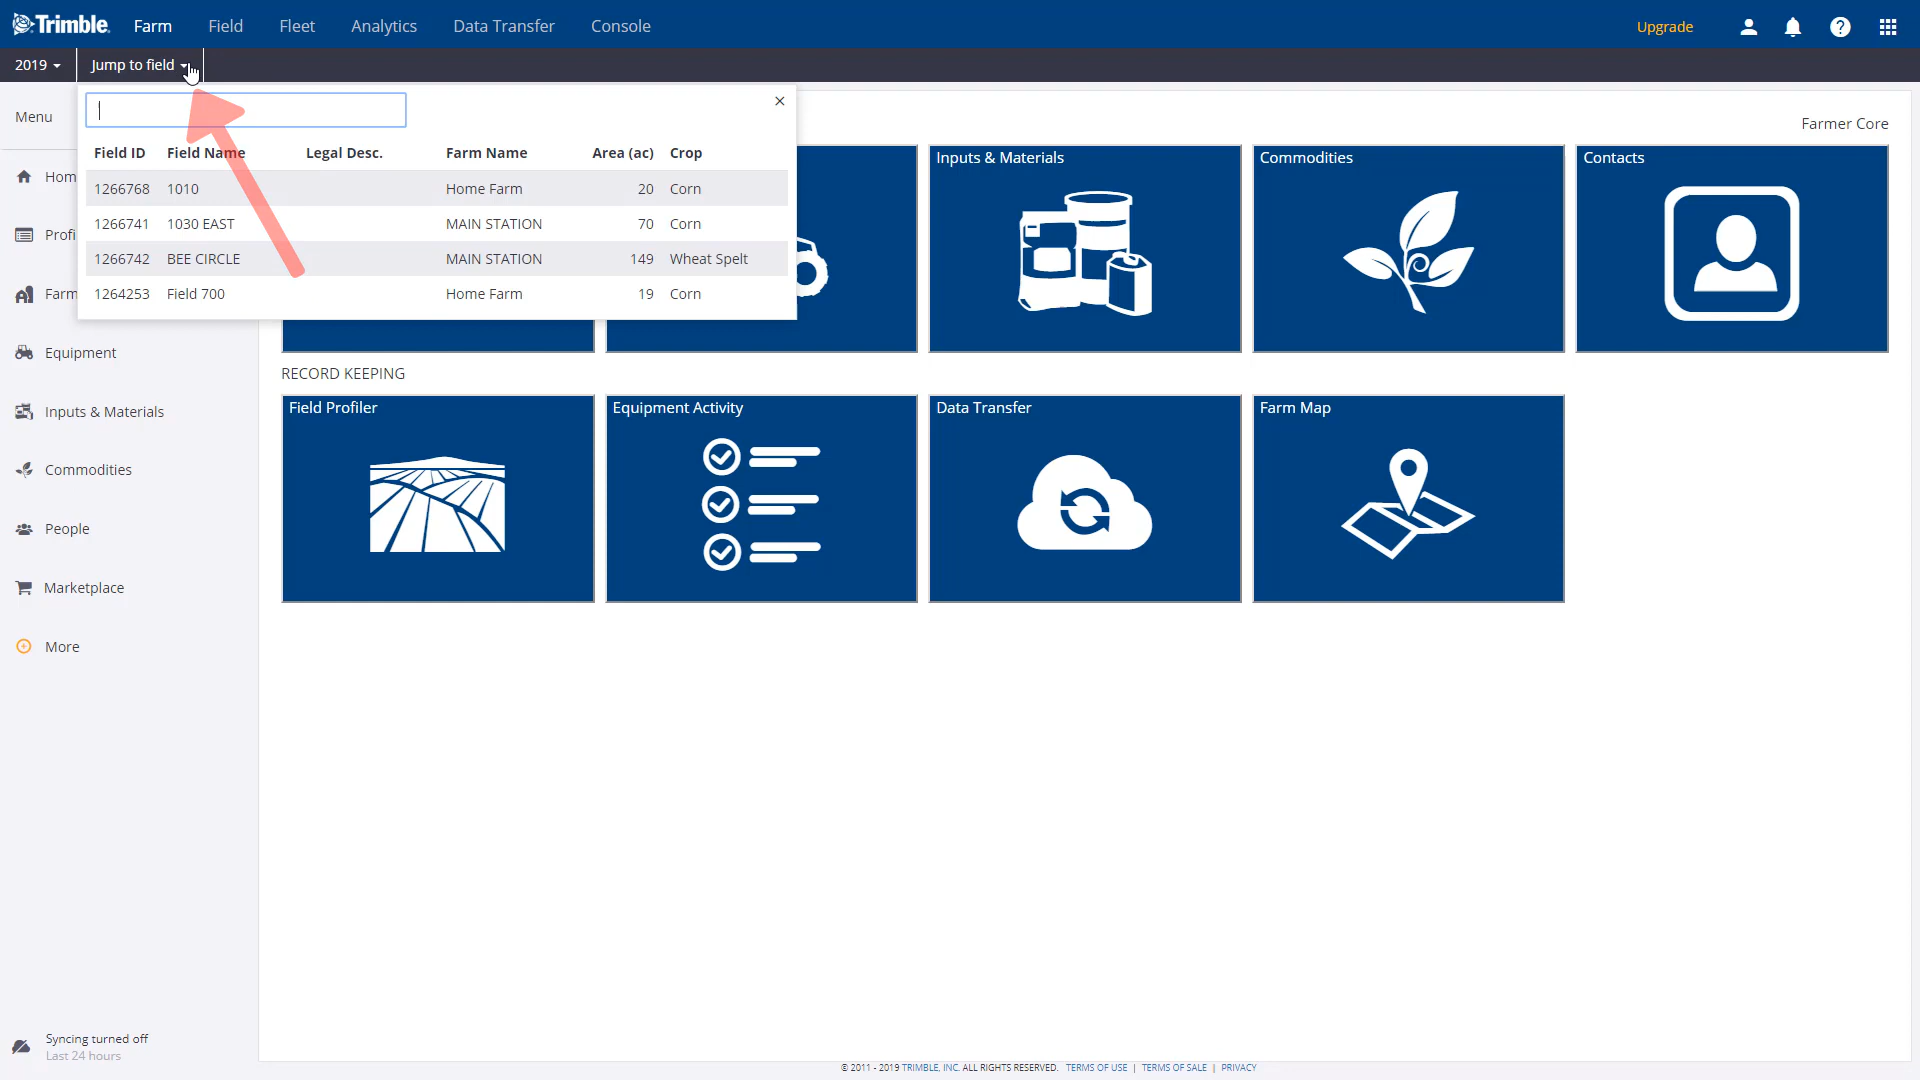 Trimble. Farm Field Fleet Analytics Data Transfer Console Upgrade
2019 Jump to field
Menu
Farmer Core
Field ID Field Name Legal Desc. Farm Name Area (ac) Crop
1266768 1010 Home Farm 20 Corn
1266741 1030 EAST MAIN STATION 70 Corn
1266742 BEE CIRCLE MAIN STATION 149 Wheat Spelt
1264253 Field 700 Home Farm 19 Corn
Hom
Profi
Farm
Equipment
Inputs & Materials
Commodities
People
Marketplace
More
Inputs & Materials Commodities Contacts
RECORD KEEPING
Field Profiler Equipment Activity Data Transfer Farm Map
Syncing turned off
Last 24 hours
© 2011 - 2019 TRIMBLE, INC. ALL RIGHTS RESERVED. TERMS OF USE | TERMS OF SALE | PRIVACY